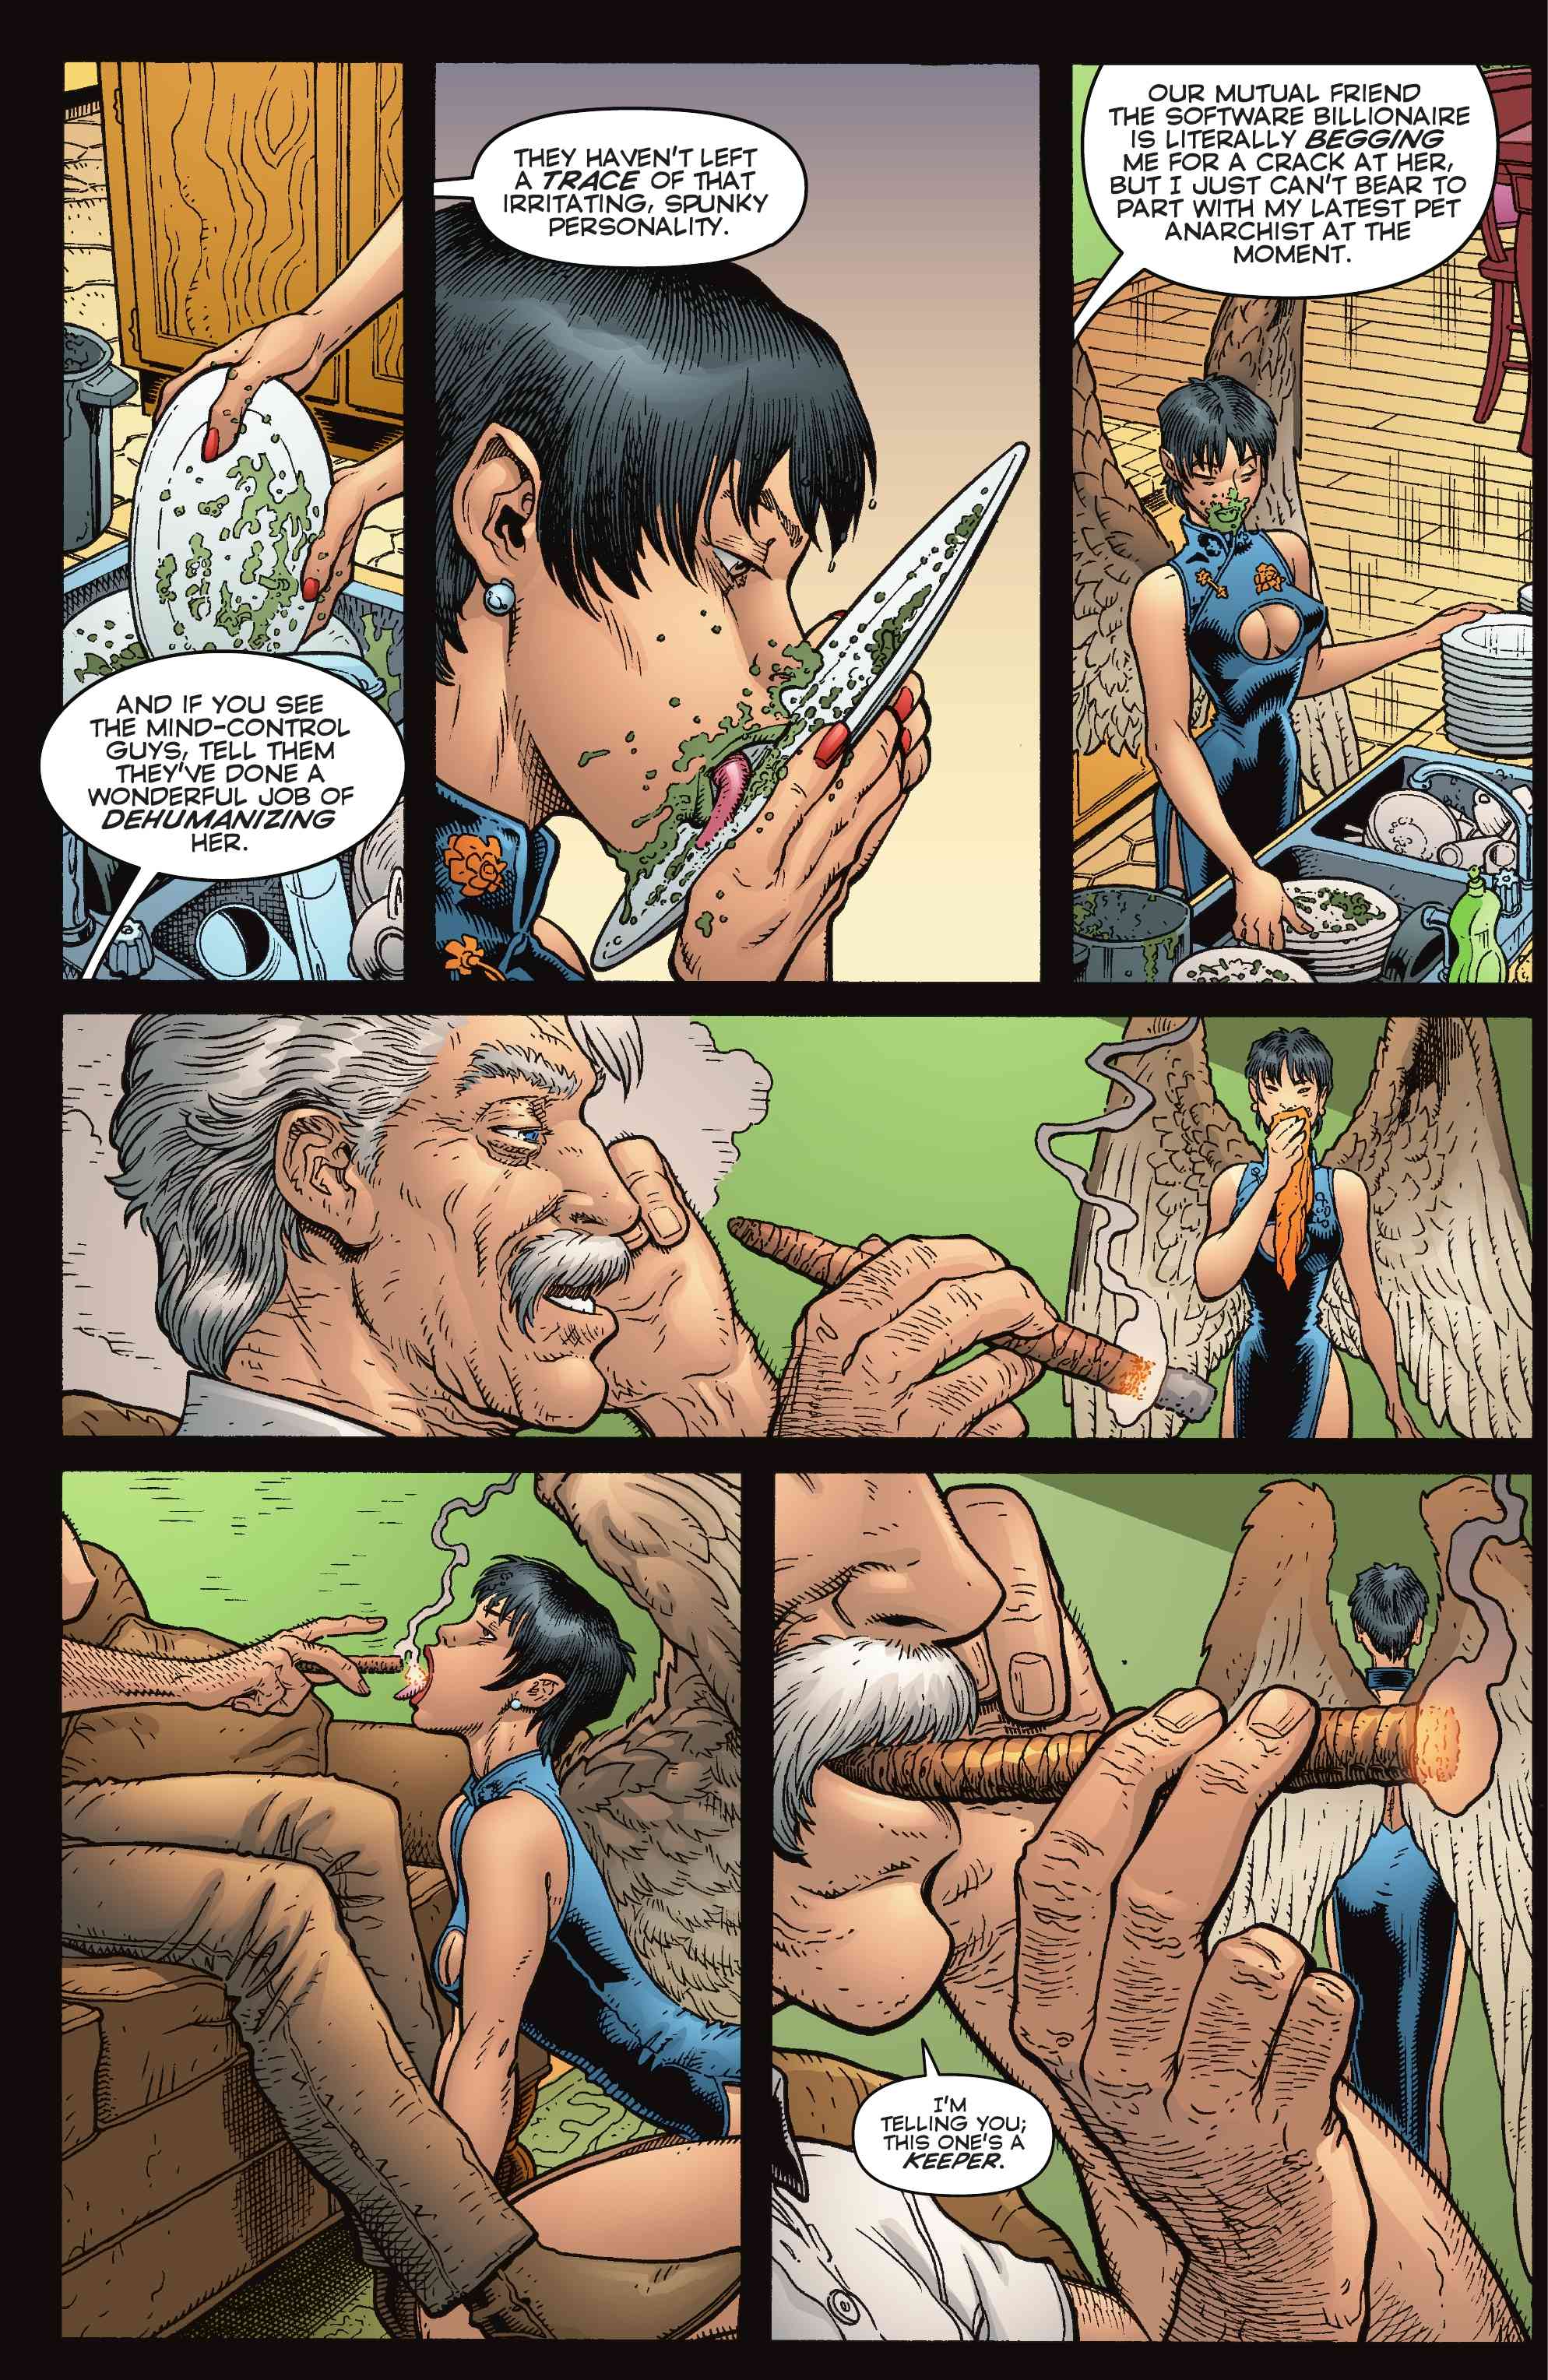 AND IF YOU SEE
THE MIND-CONTROL
GUYS, TELL THEM
THEY'VE DONE A
WONDERFUL JOB OF
DEHUMANIZING
HER.
THEY HAVEN'T LEFT
A TRACE OF THAT
IRRITATING, SPUNKY
PERSONALITY.
OUR MUTUAL FRIEND
THE SOFTWARE BILLIONAIRE
IS LITERALLY BEGGING
ME FOR A CRACK AT HER,
BUT I JUST CAN'T BEAR TO
PART WITH MY LATEST PET
ANARCHIST AT THE
MOMENT.
I'M
TELLING YOU;
THIS ONE'S A
KEEPER.